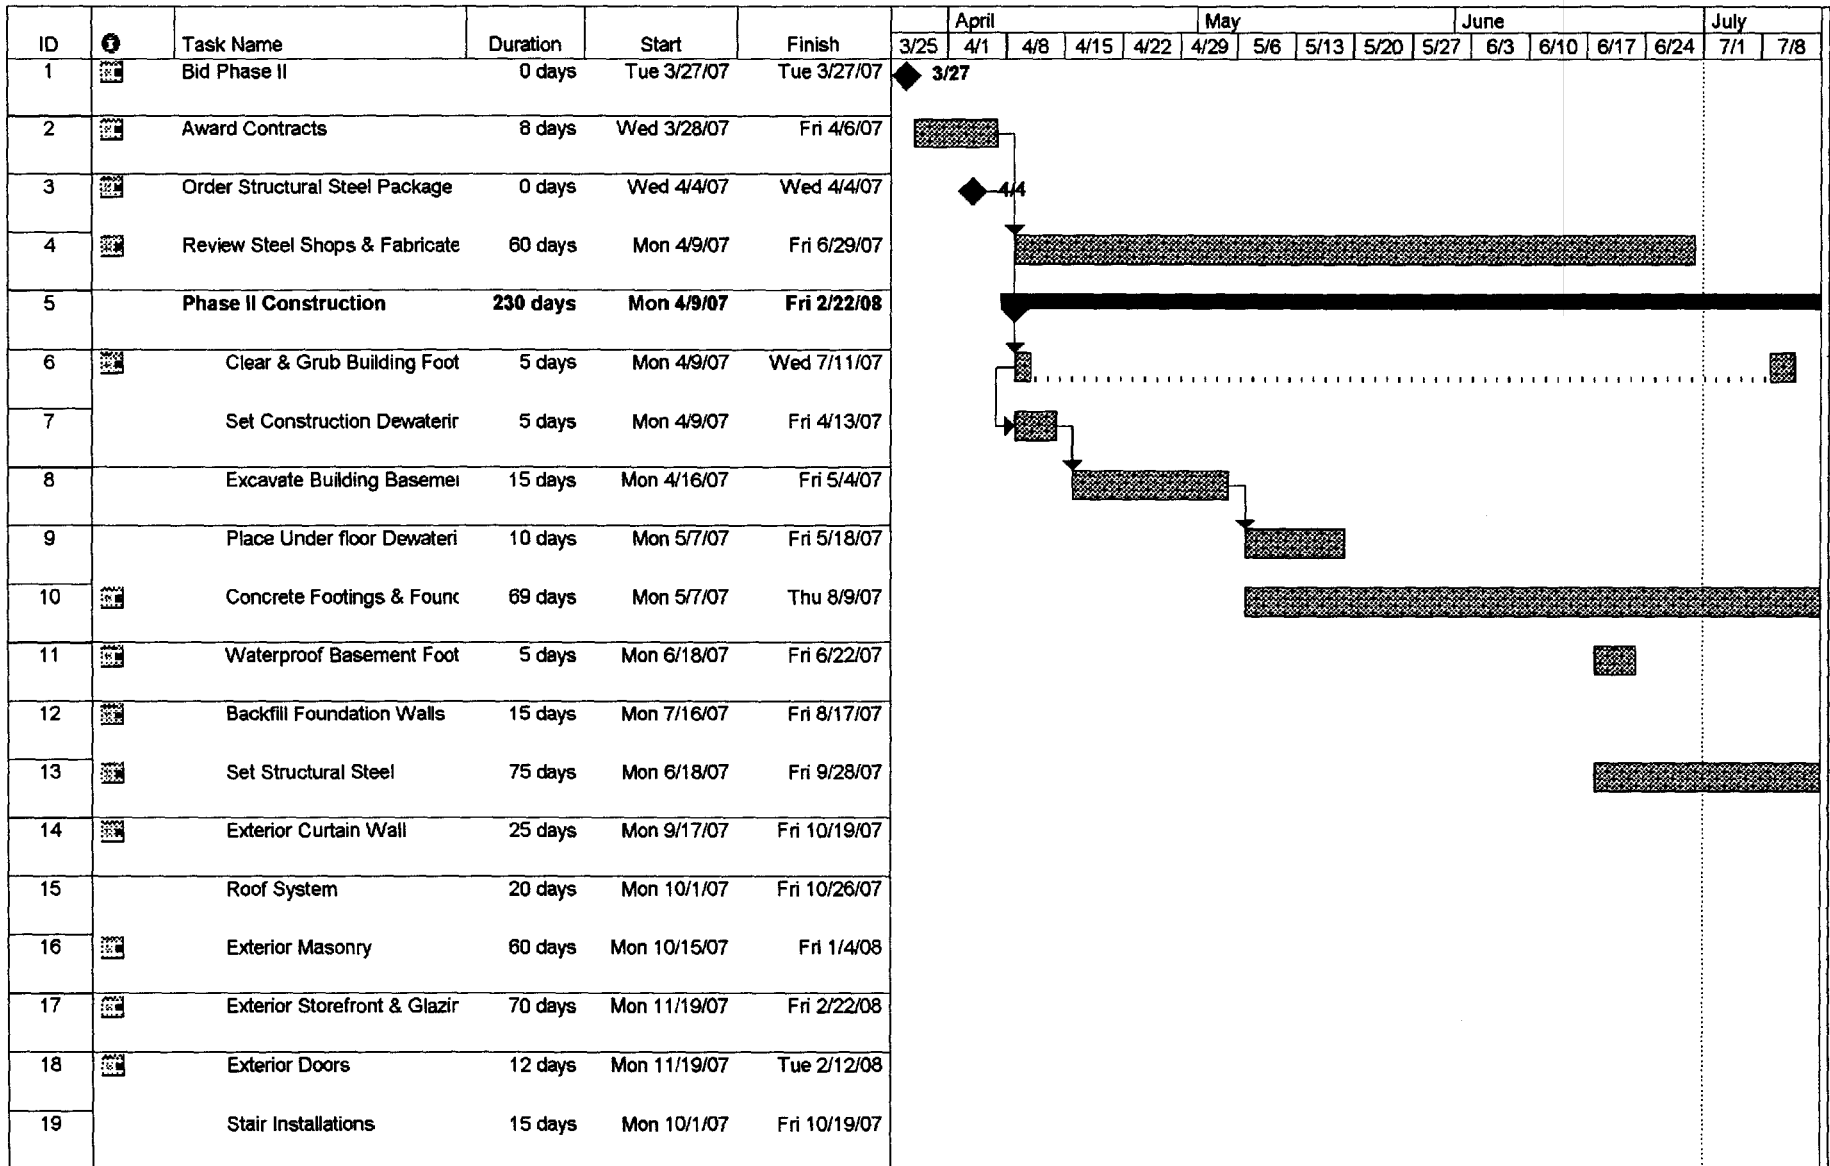 April May June July
ID Task Name Duration Start Finish 3/25 4/1 4/8 4/15 4/22 4/29 5/6 5/13 5/20 5/27 6/3 6/10 6/17 6/24 7/1 7/8
1 Bid Phase II 0 days Tue 3/27/07 Tue 3/27/07 3/27
2 Award Contracts 8 days Wed 3/28/07 Fri 4/6/07
3 Order Structural Steel Package 0 days Wed 4/4/07 Wed 4/4/07 4/4
4 Review Steel Shops & Fabricate 60 days Mon 4/9/07 Fri 6/29/07
5 Phase II Construction 230 days Mon 4/9/07 Fri 2/22/08
6 Clear & Grub Building Foot 5 days Mon 4/9/07 Wed 7/11/07
7 Set Construction Dewaterin 5 days Mon 4/9/07 Fri 4/13/07
8 Excavate Building Basemen 15 days Mon 4/16/07 Fri 5/4/07
9 Place Under floor Dewateri 10 days Mon 5/7/07 Fri 5/18/07
10 Concrete Footings & Found 69 days Mon 5/7/07 Thu 8/9/07
11 Waterproof Basement Foot 5 days Mon 6/18/07 Fri 6/22/07
12 Backfill Foundation Walls 15 days Mon 7/16/07 Fri 8/17/07
13 Set Structural Steel 75 days Mon 6/18/07 Fri 9/28/07
14 Exterior Curtain Wall 25 days Mon 9/17/07 Fri 10/19/07
15 Roof System 20 days Mon 10/1/07 Fri 10/26/07
16 Exterior Masonry 60 days Mon 10/15/07 Fri 1/4/08
17 Exterior Storefront & Glazin 70 days Mon 11/19/07 Fri 2/22/08
18 Exterior Doors 12 days Mon 11/19/07 Tue 2/12/08
19 Stair Installations 15 days Mon 10/1/07 Fri 10/19/07